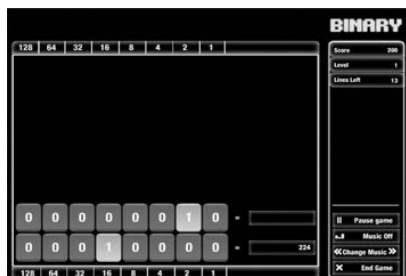 BINARY
128 64 32 16 8 4 2 1
Score 200
Level 1
Lines Left 13
0 0 0 0 0 0 1 0 =
0 0 0 1 0 0 0 0 = 224
Pause game
Music Off
Change Music
End Game
128 64 32 16 8 4 2 1